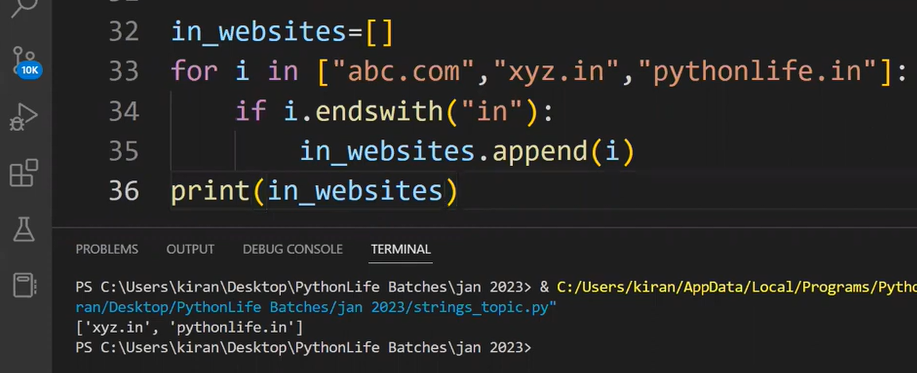 32 in_websites=[]
33 for i in ["abc.com","xyz.in","pythonlife.in"]:
34 if i.endswith("in"):
35 in_websites.append(i)
36 print(in_websites)
10K
PROBLEMS OUTPUT DEBUG CONSOLE TERMINAL
PS C:\Users\kiran\Desktop\PythonLife Batches\jan 2023> & C:/Users/kiran/AppData/Local/Programs/Pytho
ran/Desktop/PythonLife Batches/jan 2023/strings_topic.py"
['xyz.in', 'pythonlife.in']
PS C:\Users\kiran\Desktop\PythonLife Batches\jan 2023>